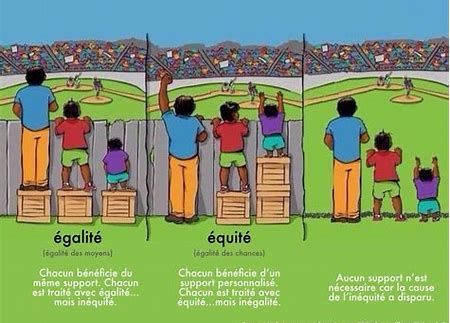 égalité
(égalité des moyens)
Chacun bénéficie du
même support. Chacun
est traité avec égalité...
mais inéquité.
équité
(égalité des chances)
Chacun bénéficie d'un
support personnalisé.
Chacun est traité avec
équité...mais inégalité.
Aucun support n'est
nécessaire car la cause
de l'inéquité a disparu.